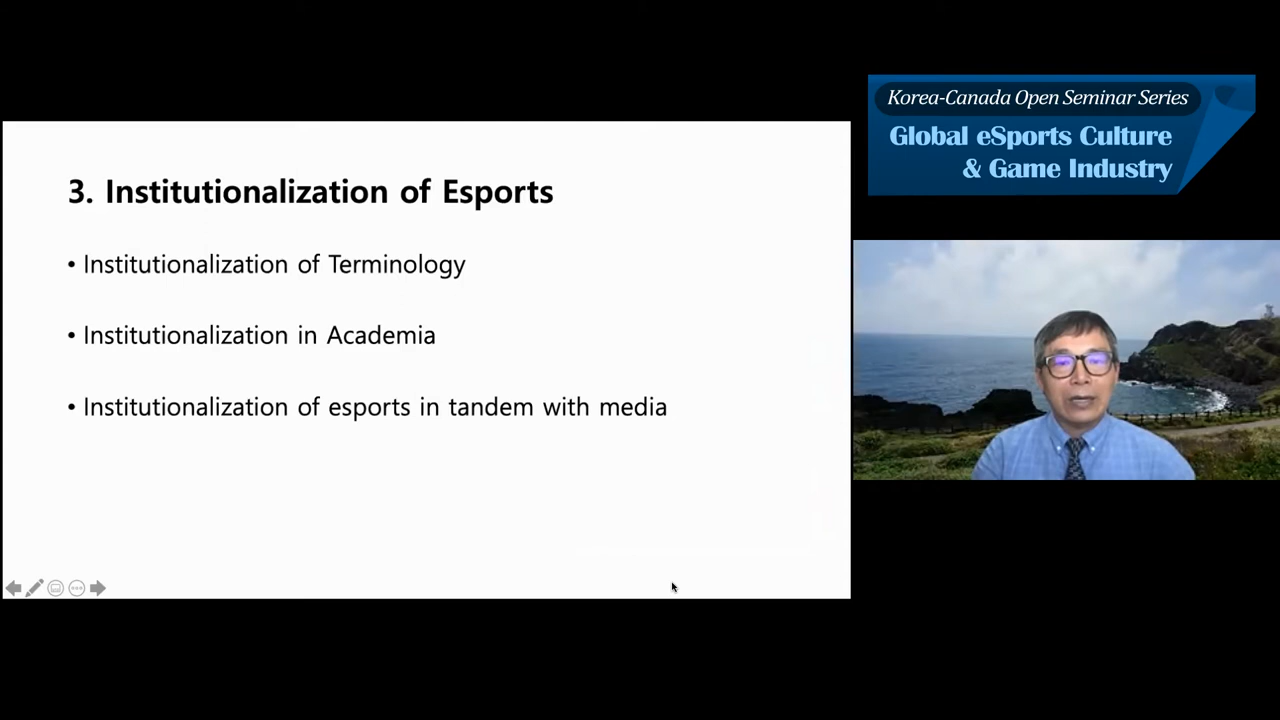 Korea-Canada Open Seminar Series
Global eSports Culture
& Game Industry
3. Institutionalization of Esports
• Institutionalization of Terminology
• Institutionalization in Academia
• Institutionalization of esports in tandem with media